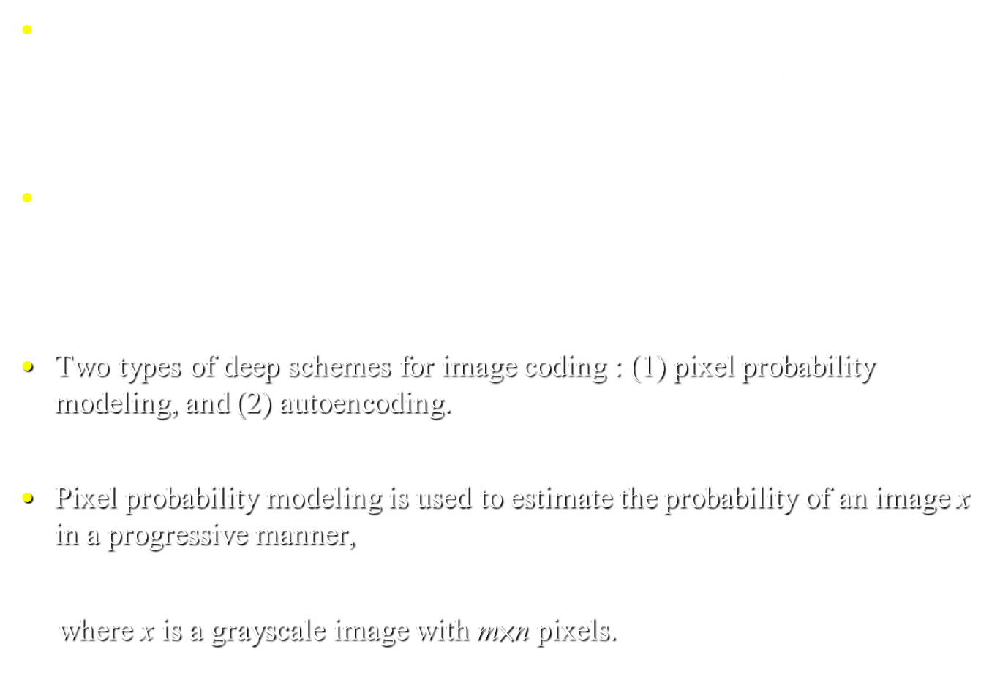 • Two types of deep schemes for image coding : (1) pixel probability
modeling, and (2) autoencoding.
• Pixel probability modeling is used to estimate the probability of an image x
in a progressive manner,
where x is a grayscale image with m×n pixels.